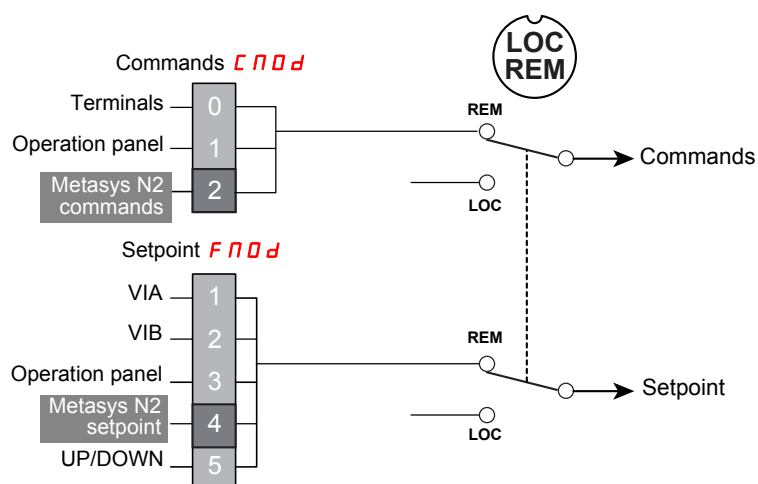 LOC
REM
Commands CMOd
Terminals 0
REM
Operation panel 1
Commands
Metasys N2
commands 2
LOC
Setpoint FMOd
VIA 1
VIB 2
REM
Operation panel 3
Setpoint
Metasys N2
setpoint 4
LOC
UP/DOWN 5